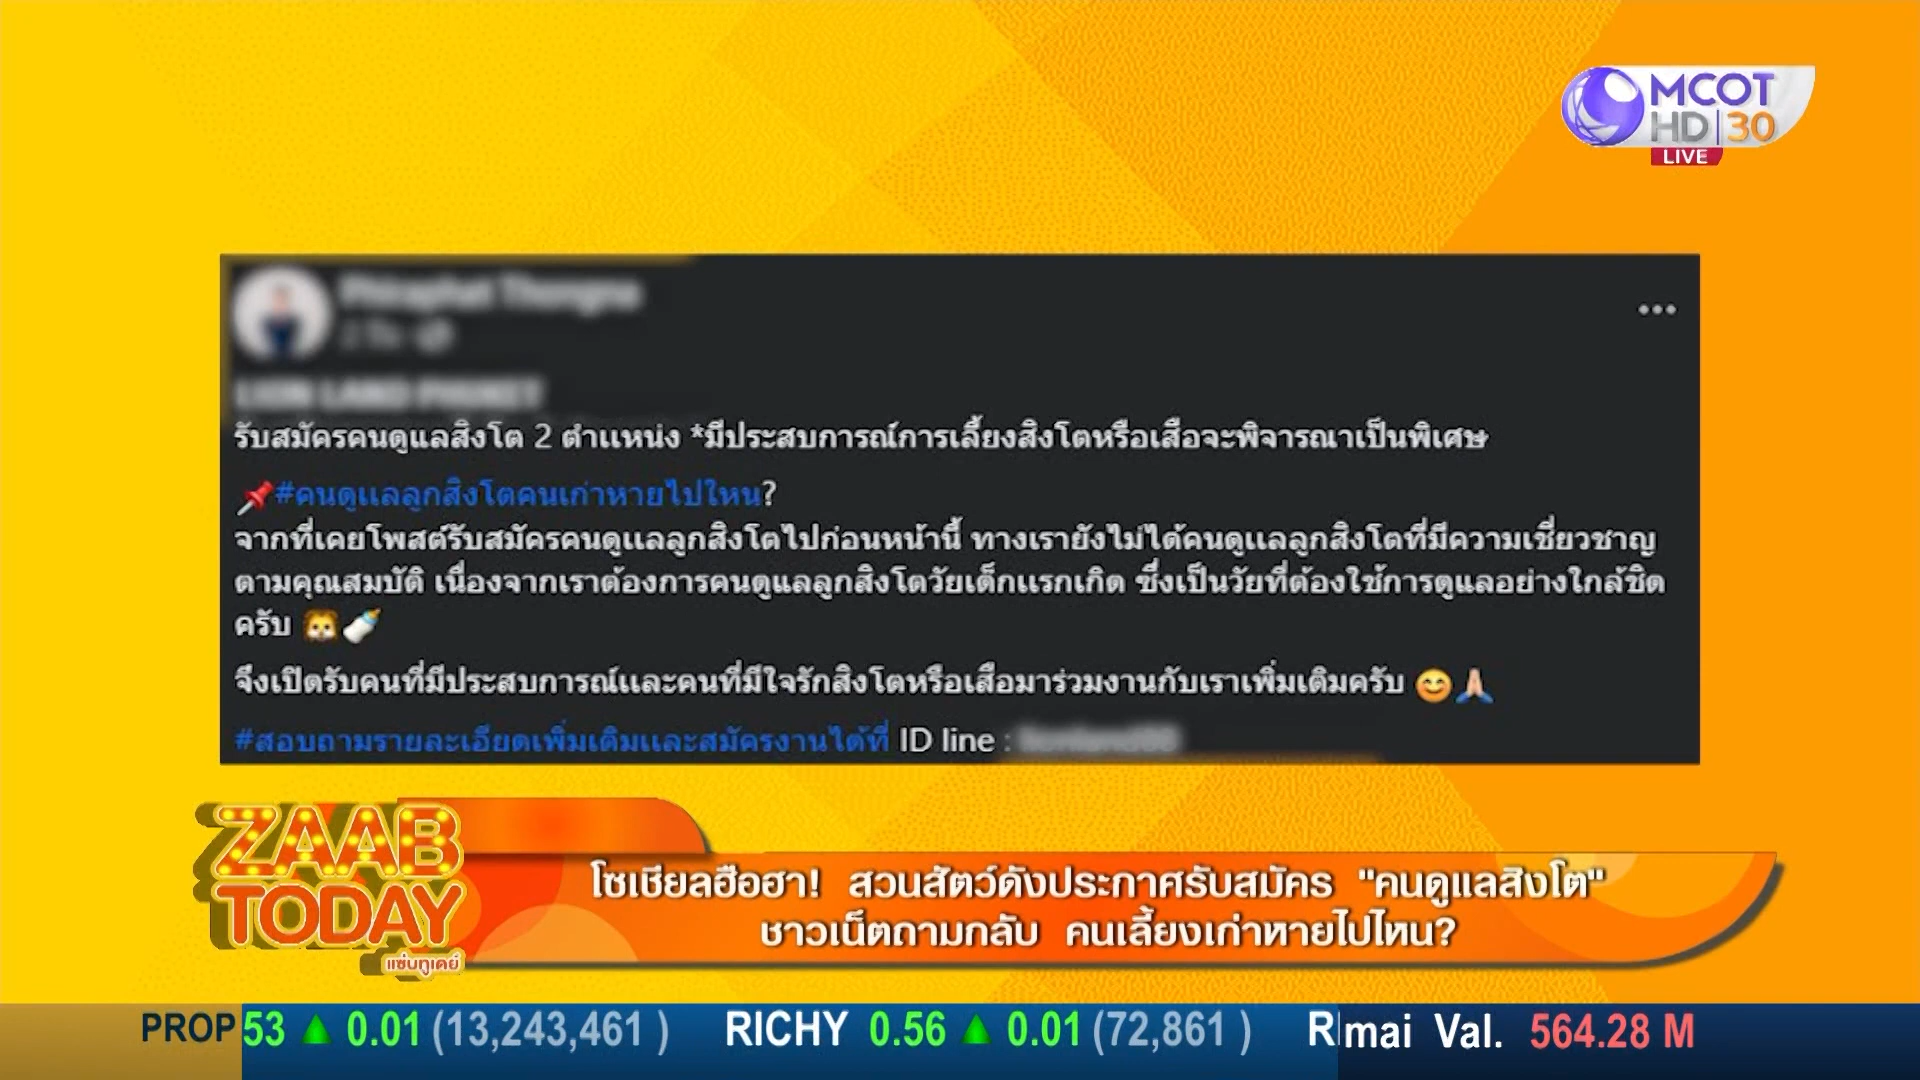 MCOT
HD 30
LIVE
รับสมัครคนดูแลสิงโต 2 ตำแหน่ง *มีประสบการณ์การเลี้ยงสิงโตหรือเสือจะพิจารณาเป็นพิเศษ
📌#คนดูแลลูกสิงโตคนเก่าหายไปไหน?
จากที่เคยโพสต์รับสมัครคนดูแลลูกสิงโตไปก่อนหน้านี้ ทางเรายังไม่ได้คนดูแลลูกสิงโตที่มีความเชี่ยวชาญ
ตามคุณสมบัติ เนื่องจากเราต้องการคนดูแลลูกสิงโตวัยเด็กแรกเกิด ซึ่งเป็นวัยที่ต้องใช้การดูแลอย่างใกล้ชิด
ครับ 🦁🍼
จึงเปิดรับคนที่มีประสบการณ์และคนที่มีใจรักสิงโตหรือเสือมาร่วมงานกับเราเพิ่มเติมครับ 😊🙏
#สอบถามรายละเอียดเพิ่มเติมและสมัครงานได้ที่ ID line :
ZAAB
TODAY
แซ่บทูเดย์
โซเชียลฮือฮา! สวนสัตว์ดังประกาศรับสมัคร "คนดูแลสิงโต"
ชาวเน็ตถามกลับ คนเลี้ยงเก่าหายไปไหน?
PROP 53 ▲ 0.01 (13,243,461 ) RICHY 0.56 ▲ 0.01 (72,861 ) R mai Val. 564.28 M